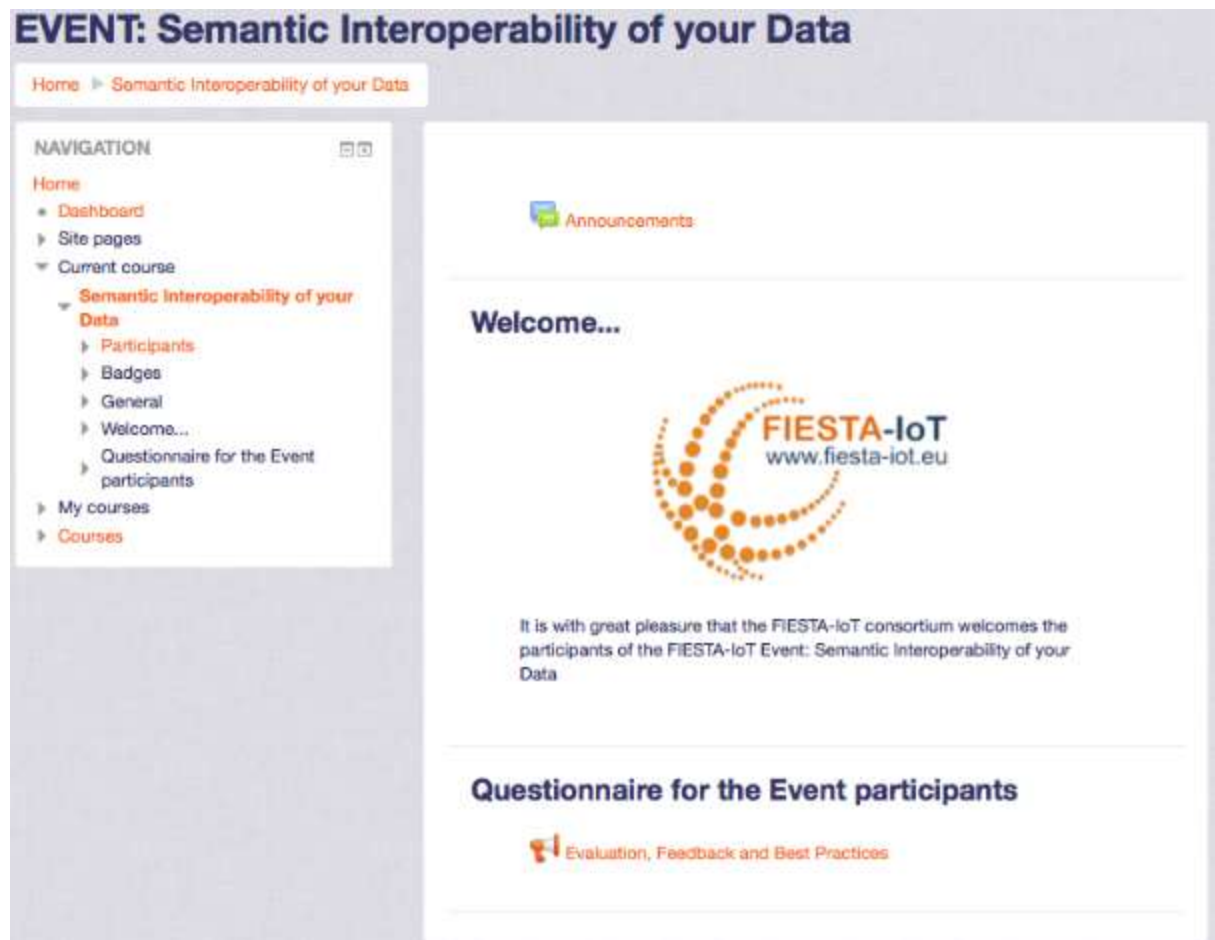 EVENT: Semantic Interoperability of your Data
Home Semantic Interoperability of your Data
NAVIGATION
Home
Dashboard
Site pages
Current course
Semantic Interoperability of your
Data
Participants
Badges
General
Welcome...
Questionnaire for the Event
participants
My courses
Courses
Announcements
Welcome...
FIESTA-IoT
www.fiesta-iot.eu
It is with great pleasure that the FIESTA-IoT consortium welcomes the
participants of the FIESTA-IoT Event: Semantic Interoperability of your
Data
Questionnaire for the Event participants
Evaluation, Feedback and Best Practices